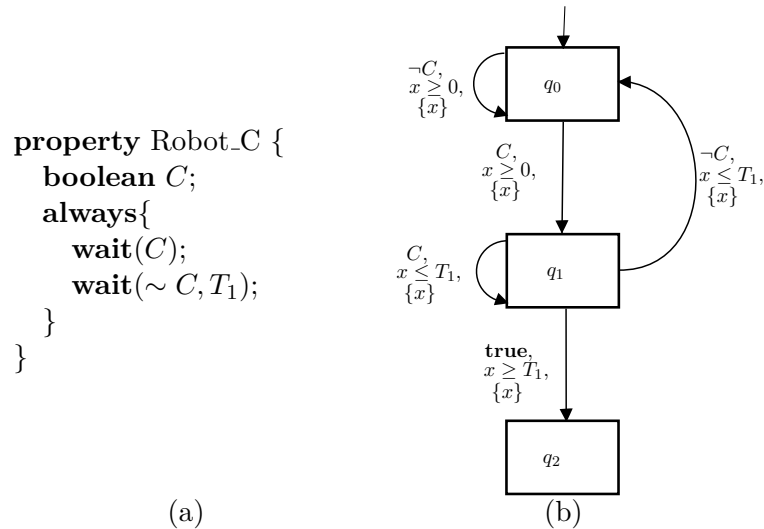 property Robot_C {
boolean C;
always{
wait(C);
wait(∼ C, T₁);
}
}
(a)
¬C,
x ≥ 0,
{x}
q₀
C,
x ≥ 0,
{x}
¬C,
x ≤ T₁,
{x}
C,
x ≤ T₁,
{x}
q₁
true,
x ≥ T₁,
{x}
q₂
(b)